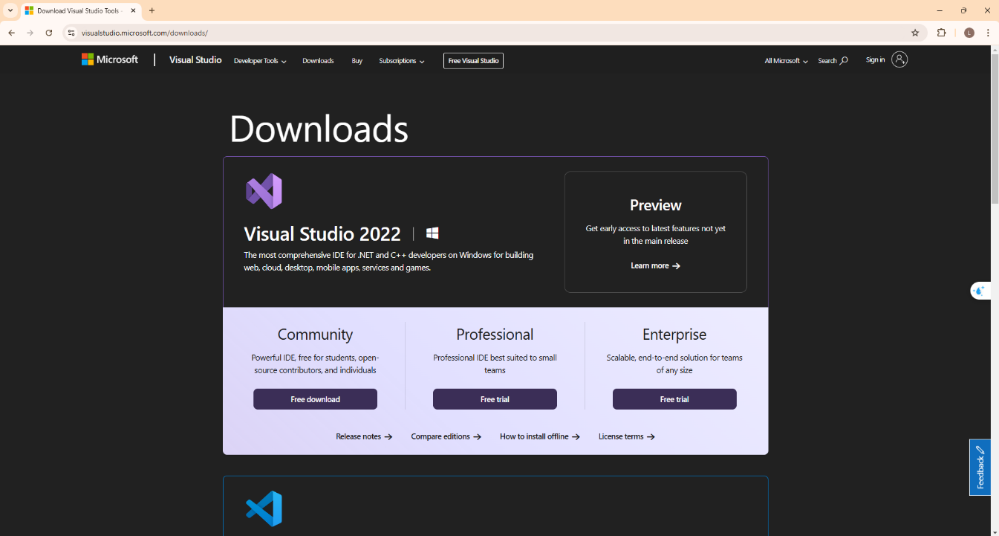 Download Visual Studio Tools -
visualstudio.microsoft.com/downloads/
L
Microsoft
Visual Studio
Developer Tools
Downloads
Buy
Subscriptions
Free Visual Studio
All Microsoft
Search
Sign in
Downloads
Visual Studio 2022
The most comprehensive IDE for .NET and C++ developers on Windows for building
web, cloud, desktop, mobile apps, services and games.
Preview
Get early access to latest features not yet
in the main release
Learn more →
Community
Powerful IDE, free for students, open-
source contributors, and individuals
Free download
Professional
Professional IDE best suited to small
teams
Free trial
Enterprise
Scalable, end-to-end solution for teams
of any size
Free trial
Release notes →
Compare editions →
How to install offline →
License terms →
Feedback